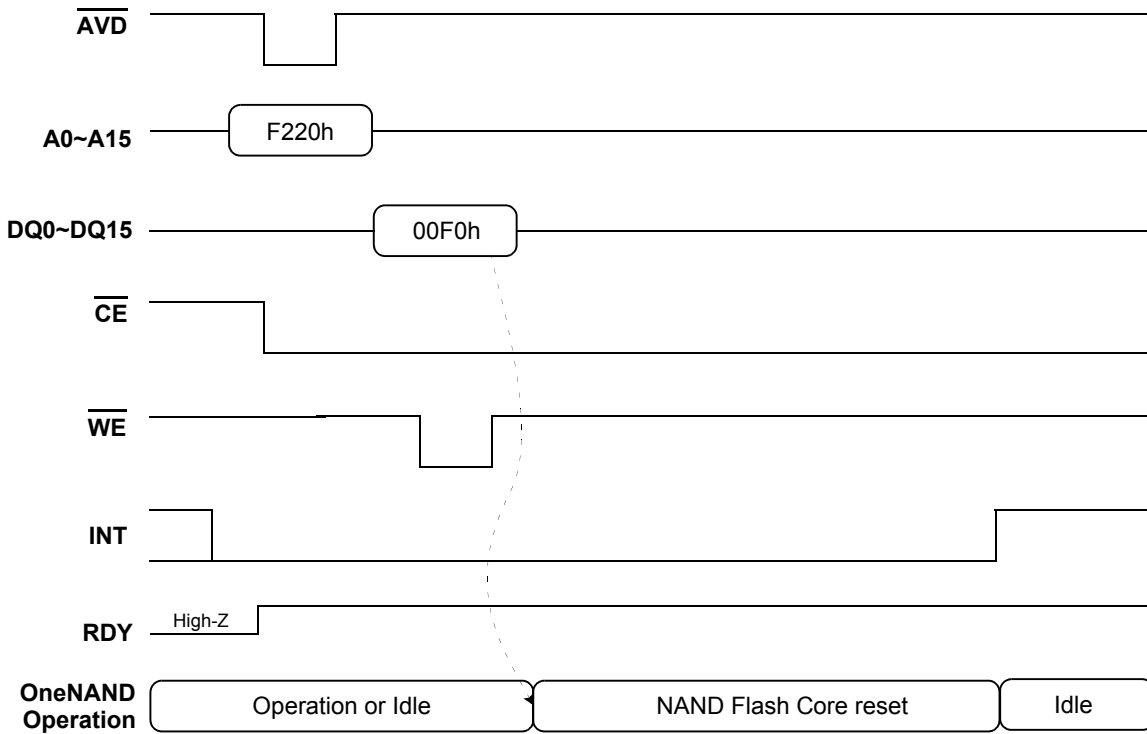 AVD
A0~A15
F220h
DQ0~DQ15
00F0h
CE
WE
INT
RDY
High-Z
OneNAND
Operation
Operation or Idle
NAND Flash Core reset
Idle